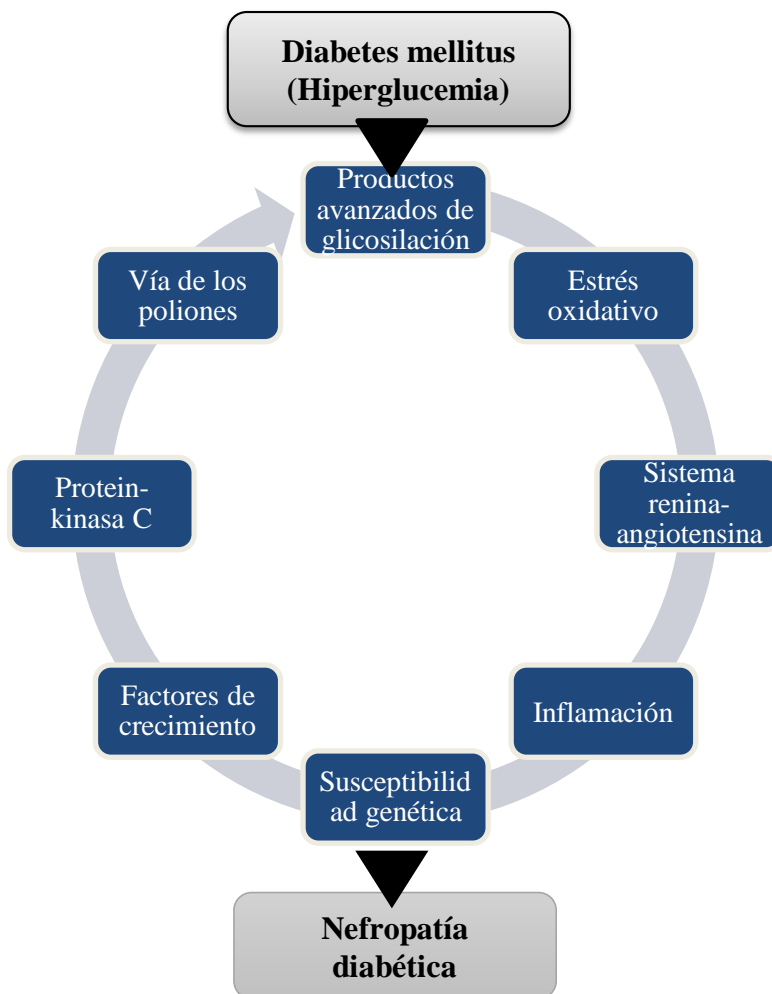 Diabetes mellitus
(Hiperglucemia)
Productos
avanzados de
glicosilación
Estrés
oxidativo
Sistema
renina-
angiotensina
Inflamación
Susceptibilid
ad genética
Factores de
crecimiento
Protein-
kinasa C
Vía de los
poliones
Nefropatía
diabética